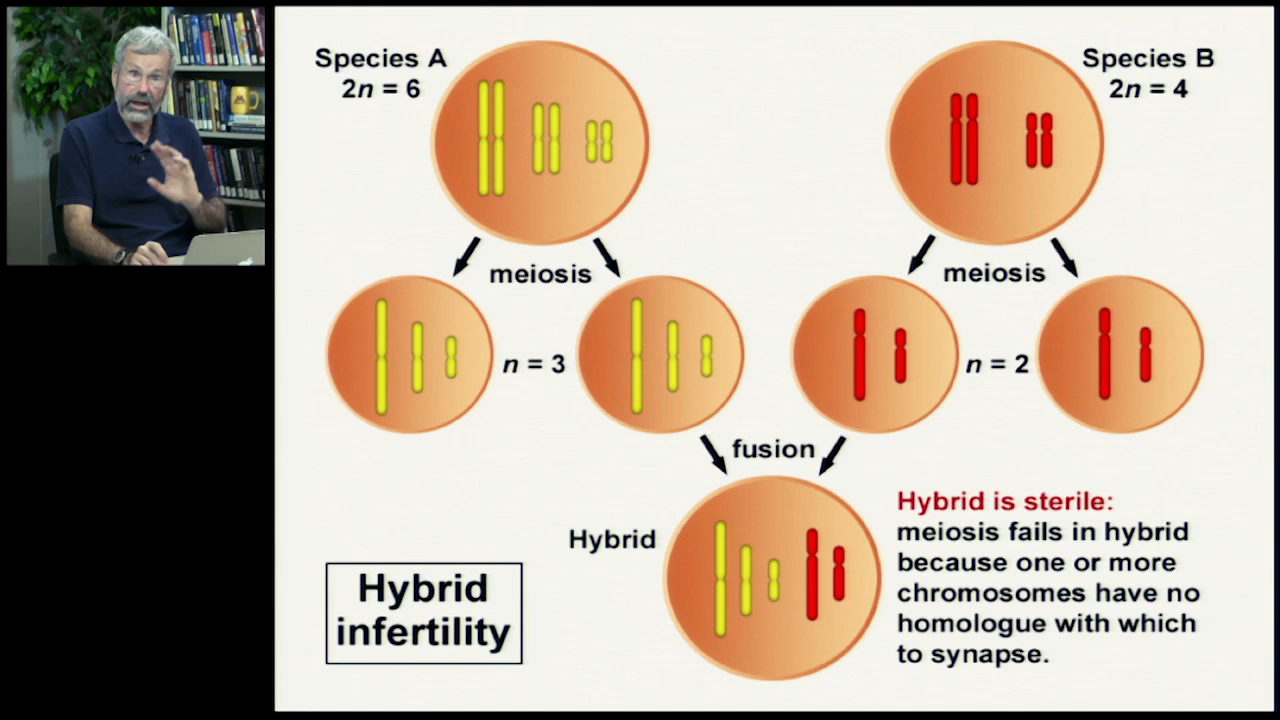 Species A
2n = 6
Species B
2n = 4
meiosis
meiosis
n = 3
n = 2
fusion
Hybrid
Hybrid is sterile:
meiosis fails in hybrid
because one or more
chromosomes have no
homologue with which
to synapse.
Hybrid
infertility